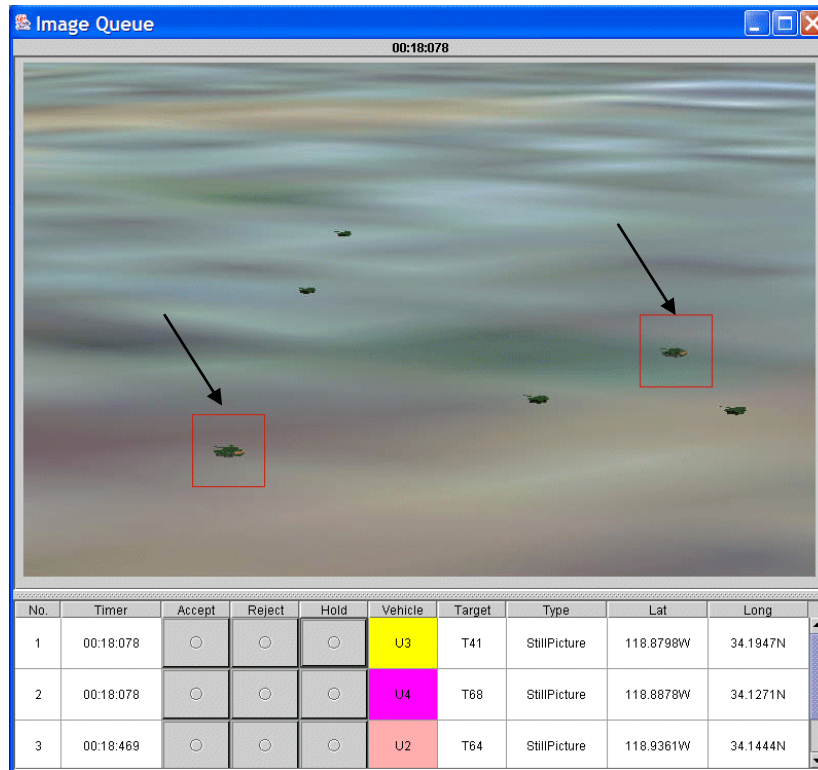 Image Queue
00:18:078
No. Timer Accept Reject Hold Vehicle Target Type Lat Long
1 00:18:078 U3 T41 StillPicture 118.8798W 34.1947N
2 00:18:078 U4 T68 StillPicture 118.8878W 34.1271N
3 00:18:469 U2 T64 StillPicture 118.9361W 34.1444N